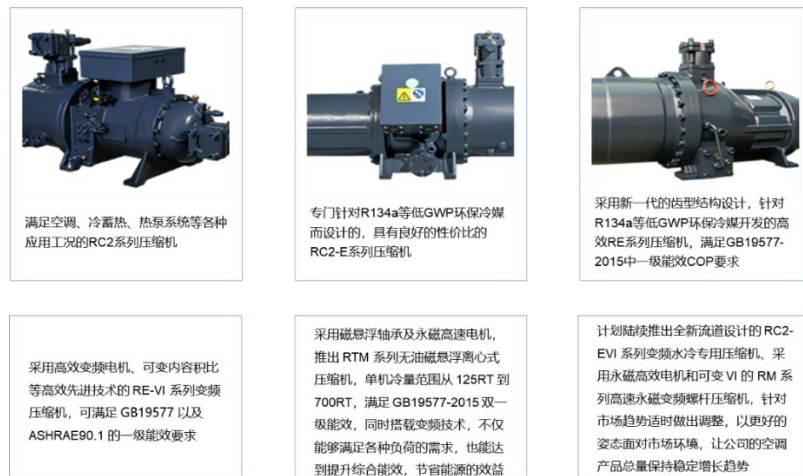 满足空调、冷蓄热、热泵系统等各种
应用工况的RC2系列压缩机
专门针对R134a等低GWP环保冷媒
而设计的，具有良好的性价比的
RC2-E系列压缩机
采用新一代的齿型结构设计，针对
R134a等低GWP环保冷媒开发的高
效RE系列压缩机，满足GB19577-
2015中一级能效COP要求
采用高效变频电机、可变内容积比
等高效先进技术的 RE-VI 系列变频
压缩机，可满足 GB19577 以及
ASHRAE90.1 的一级能效要求
采用磁悬浮轴承及永磁高速电机，
推出 RTM 系列无油磁悬浮离心式
压缩机，单机冷量范围从 125RT 到
700RT，满足 GB19577-2015 双一
级能效，同时搭载变频技术，不仅
能够满足各种负荷的需求，也能达
到提升综合能效，节省能源的效益
计划陆续推出全新流道设计的 RC2-
EVI 系列变频水冷专用压缩机、采
用永磁高效电机和可变 VI 的 RM 系
列高速永磁变频螺杆压缩机，针对
市场趋势适时做出调整，以更好的
姿态面对市场环境，让公司的空调
产品总量保持稳定增长趋势